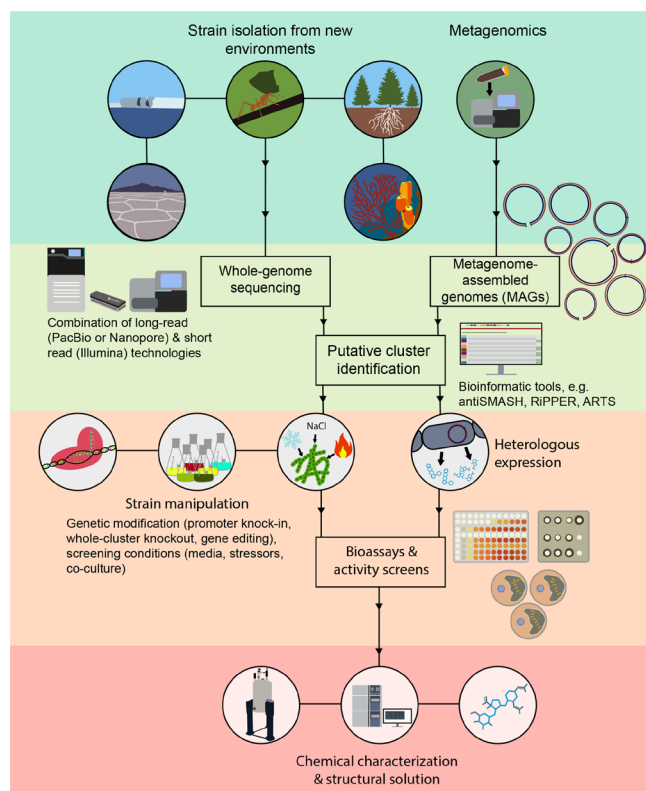 Strain isolation from new
environments
Metagenomics
Whole-genome
sequencing
Metagenome-
assembled
genomes (MAGs)
Combination of long-read
(PacBio or Nanopore) & short
read (Illumina) technologies
Putative cluster
identification
Bioinformatic tools, e.g.
antiSMASH, RiPPER, ARTS
NaCl
Heterologous
expression
Strain manipulation
Genetic modification (promoter knock-in,
whole-cluster knockout, gene editing),
screening conditions (media, stressors,
co-culture)
Bioassays &
activity screens
Chemical characterization
& structural solution